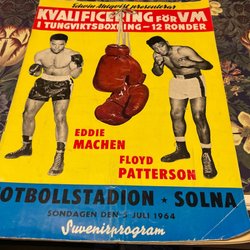 Edwin Ahlqvist presenterar
KVALIFICERING FÖR VM
I TUNGVIKTSBOXNING - 12 RONDER
EDDIE
MACHEN
FLOYD
PATTERSON
FOTBOLLSTADION ★ SOLNA
SÖNDAGEN DEN 5 JULI 1964
Suvenirprogram